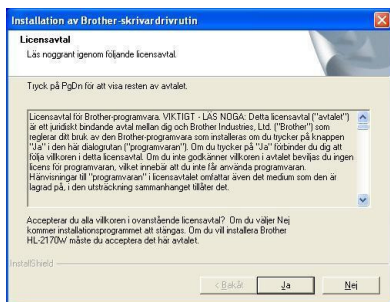 Installation av Brother-skrivardrivrutin
Licensavtal
Läs noggrant igenom följande licensavtal.
Tryck på PgDn för att visa resten av avtalet.
Licensavtal för Brother-programvara. VIKTIGT - LÄS NOGA: Detta licensavtal ("avtalet")
är ett juridiskt bindande avtal mellan dig och Brother Industries, Ltd. ("Brother") som
reglerar ditt bruk av den Brother-programvara som installeras om du trycker på knappen
"Ja" i den här dialogrutan ("programvaran"). Om du trycker på "Ja" förbinder du dig att
följa villkoren i detta licensavtal. Om du inte godkänner villkoren i avtalet beviljas du ingen
licens för programvaran, vilket innebär att du inte får använda programvaran.
Hänvisningar till "programvaran" i licensavtalet omfattar även det medium som den är
lagrad på, i den utsträckning sammanhanget tillåter det.
Accepterar du alla villkoren i ovanstående licensavtal? Om du väljer Nej
kommer installationsprogrammet att stängas. Om du vill installera Brother
HL-2170W måste du acceptera det här avtalet.
InstallShield
< Bakåt Ja Nej